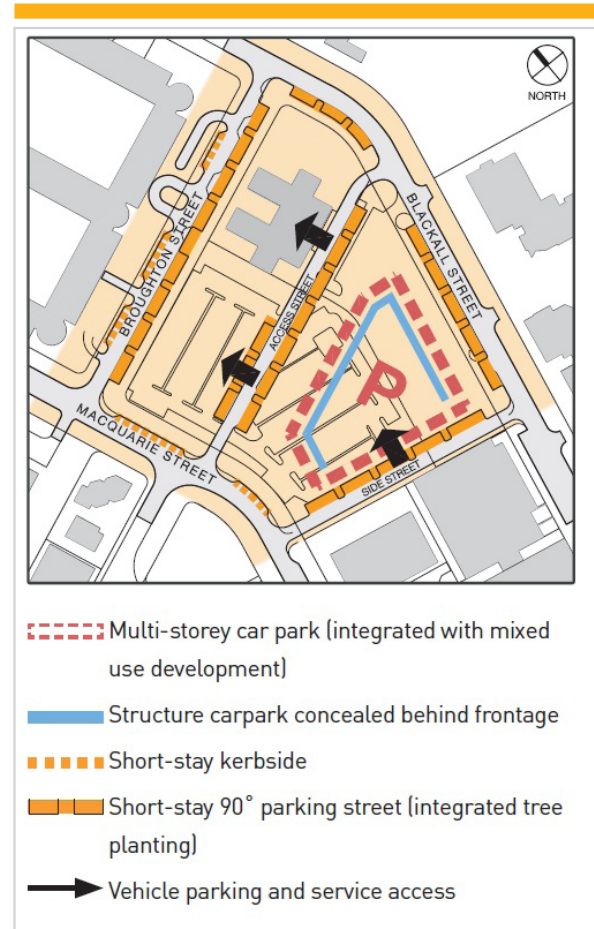 NORTH
BROUGHTON STREET
BLACKALL STREET
ACCESS STREET
P
MACQUARIE STREET
SIDE STREET
Multi-storey car park (integrated with mixed
use development)
Structure carpark concealed behind frontage
Short-stay kerbside
Short-stay 90° parking street (integrated tree
planting)
Vehicle parking and service access